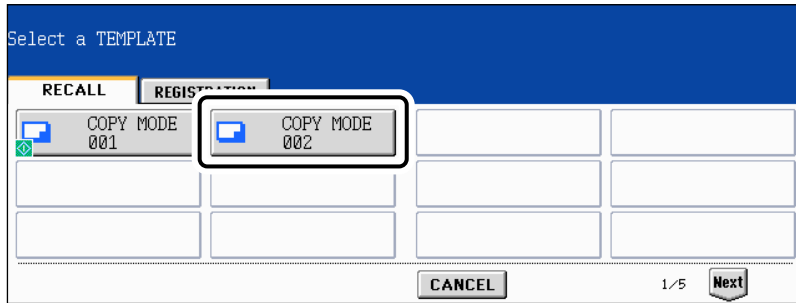 Select a TEMPLATE
RECALL
COPY MODE
001
COPY MODE
002
CANCEL
1/5
Next